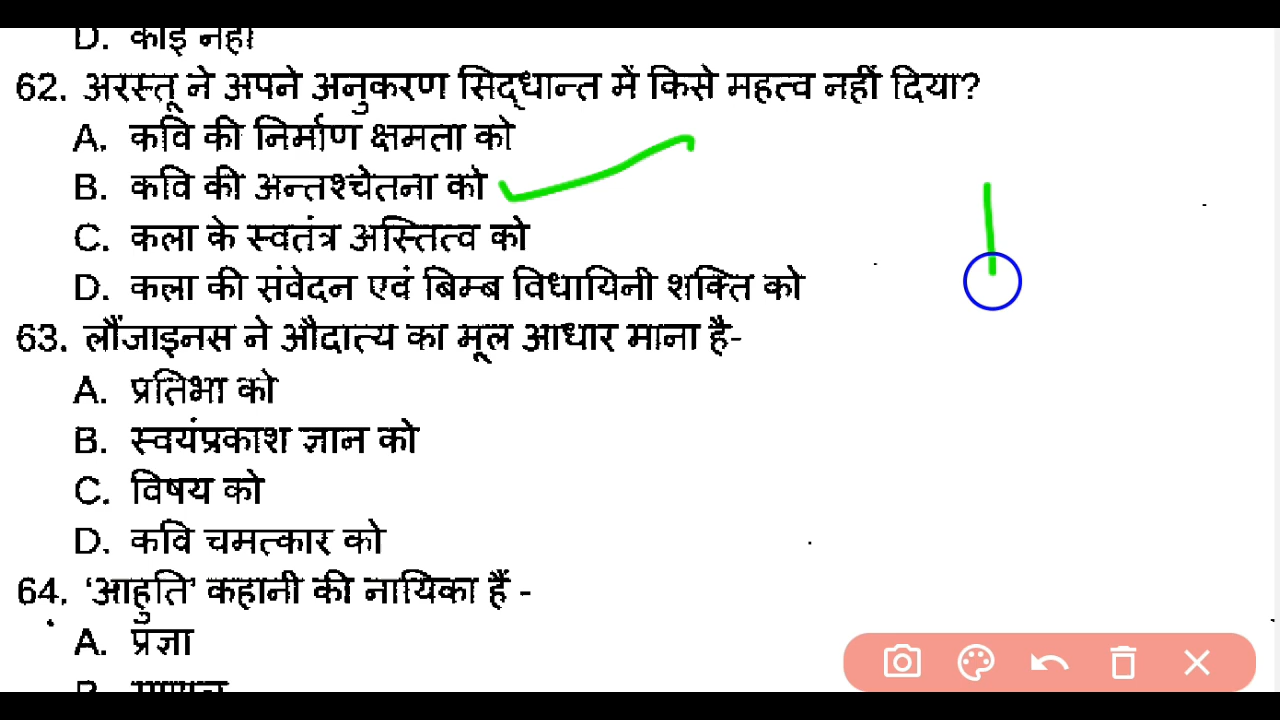 D. कोई नहीं
62. अरस्तू ने अपने अनुकरण सिद्धान्त में किसे महत्व नहीं दिया?
A. कवि की निर्माण क्षमता को
B. कवि की अन्तश्चेतना को
C. कला के स्वतंत्र अस्तित्व को
D. कला की संवेदन एवं बिम्ब विधायिनी शक्ति को
63. लौंजाइनस ने औदात्य का मूल आधार माना है-
A. प्रतिभा को
B. स्वयंप्रकाश ज्ञान को
C. विषय को
D. कवि चमत्कार को
64. ‘आहुति’ कहानी की नायिका हैं -
A. प्रज्ञा
B.